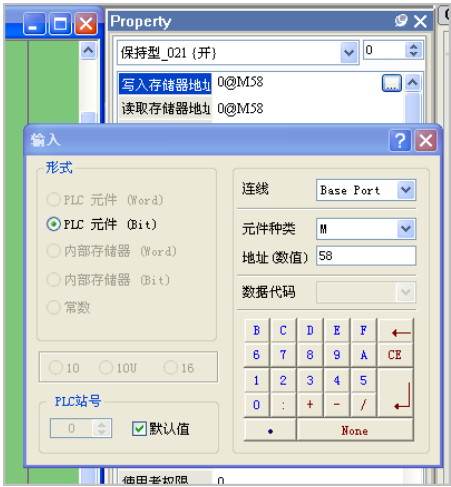 Property
保持型_021 {开}
0
写入存储器地址 0@M58
...
读取存储器地址 0@M58
输入
形式
PLC 元件 (Word)
PLC 元件 (Bit)
内部存储器 (Word)
内部存储器 (Bit)
常数
10 10U 16
PLC站号
0 默认值
连线 Base Port
元件种类 M
地址(数值) 58
数据代码
B C D E F ←
6 7 8 9 A CE
1 2 3 4 5
0 : + - /
• None
使用者权限 0